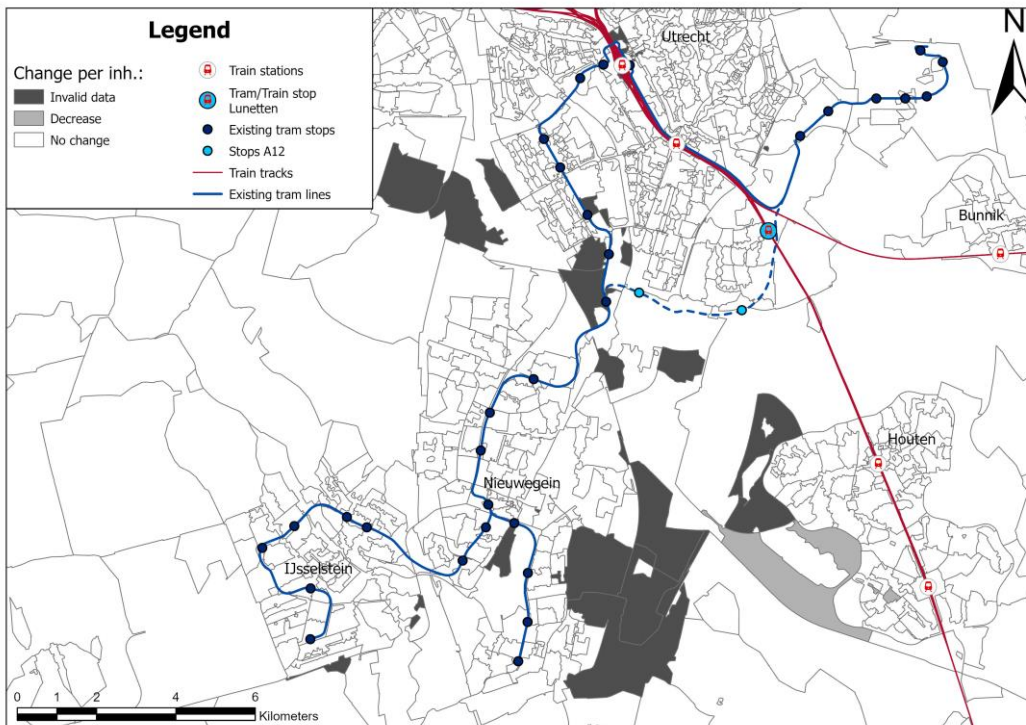 Legend
Change per inh.:
Invalid data
Decrease
No change
Train stations
Tram/Train stop
Lunetten
Existing tram stops
Stops A12
Train tracks
Existing tram lines
Utrecht
N
Bunnik
Houten
Nieuwegein
IJsselstein
0 1 2 4 6
Kilometers